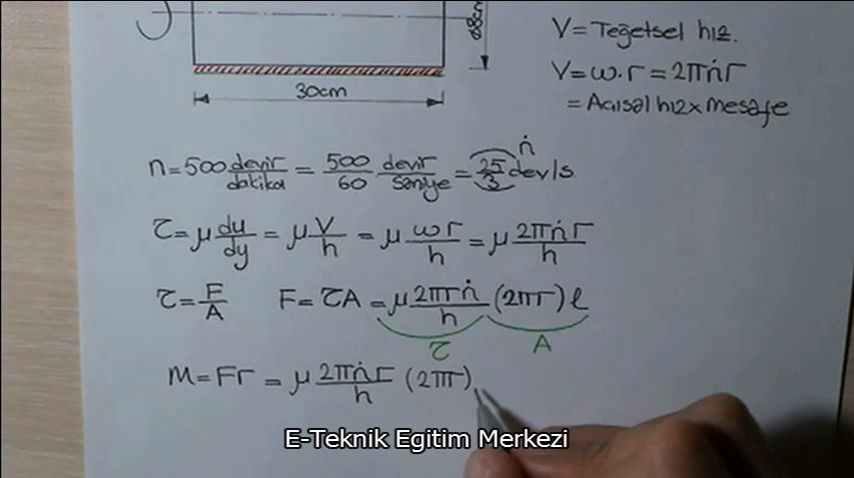 V = Teğetsel hız.
V = ω.r = 2πṅr
= Açısal hız x mesafe
30cm
n = 500 devir/dakika = 500/60 devir/saniye = 25/3 dev/s
ṅ
τ = μ du/dy = μ V/h = μ ωr/h = μ 2πṅr/h
τ = F/A F = τA = μ 2πrṅ/h (2πr) ℓ
τ A
M = Fr = μ 2πṅr/h (2πr)
E-Teknik Egitim Merkezi